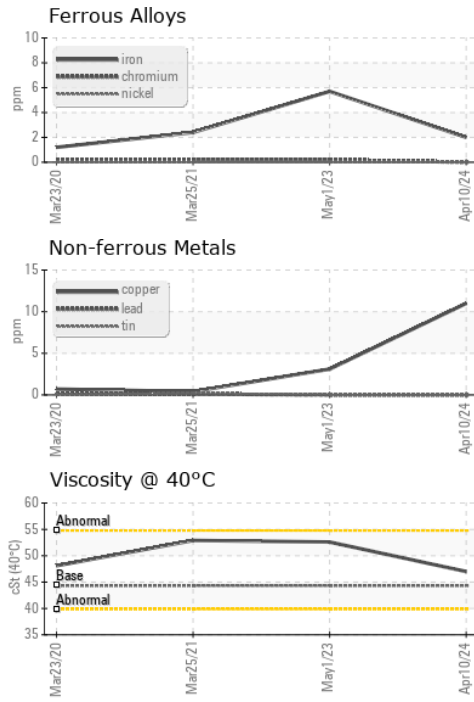 Ferrous Alloys
10
8
6
4
2
0
ppm
iron
chromium
nickel
Mar23/20
Mar25/21
May1/23
Apr10/24
Non-ferrous Metals
15
10
5
0
ppm
copper
lead
tin
Mar23/20
Mar25/21
May1/23
Apr10/24
Viscosity @ 40°C
60
55
50
45
40
35
cSt (40°C)
Abnormal
Base
Abnormal
Mar23/20
Mar25/21
May1/23
Apr10/24